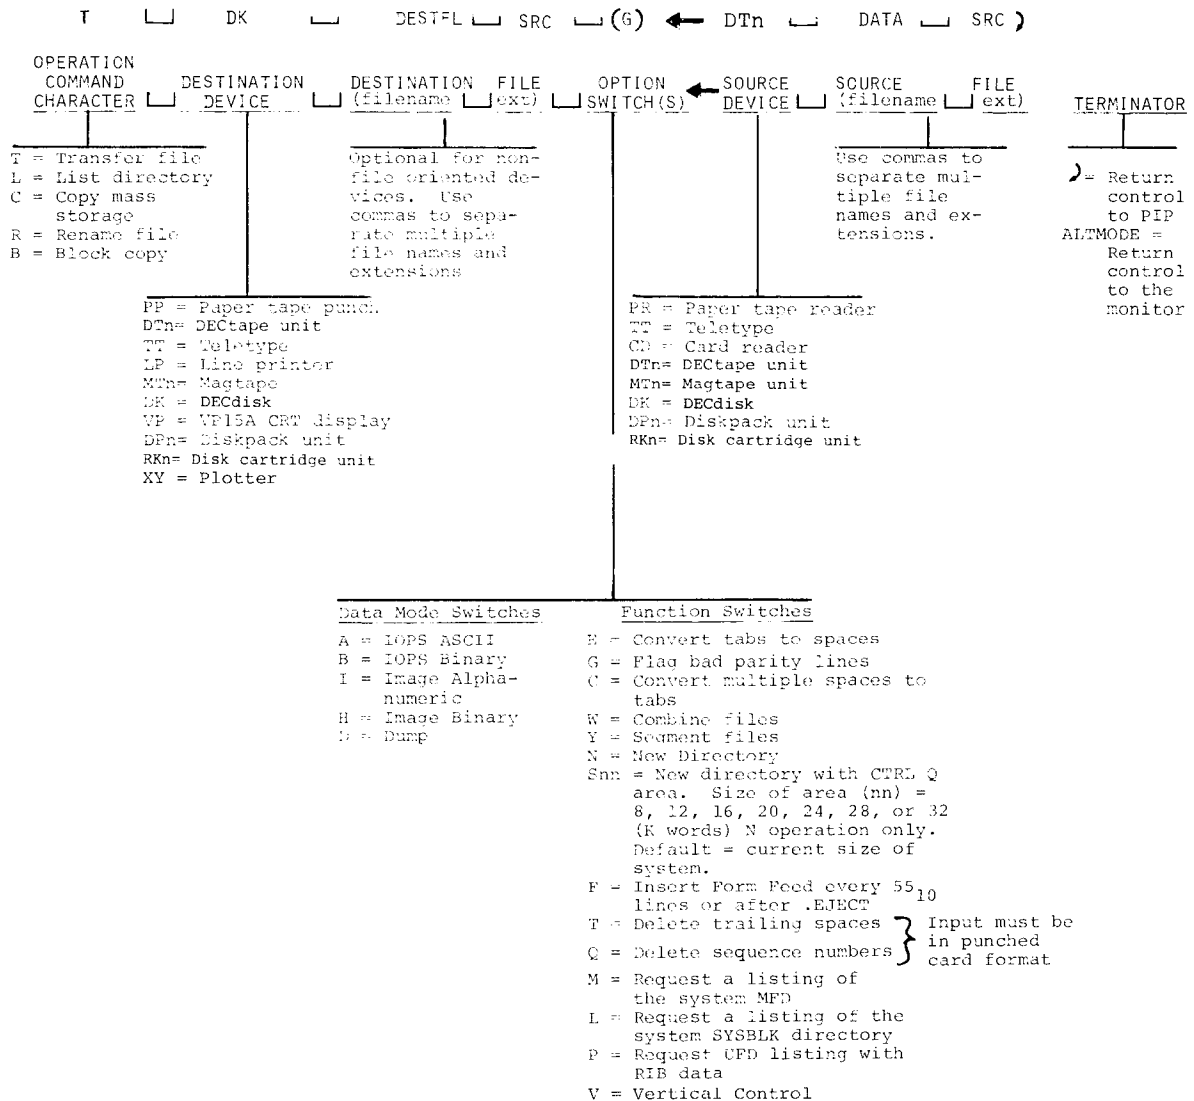 T ⎵ DK ⎵ DESTFL ⎵ SRC ⎵ (G) ← DTn ⎵ DATA ⎵ SRC )
OPERATION COMMAND CHARACTER ⎵ DESTINATION DEVICE ⎵ DESTINATION (filename ⎵ FILE ext) ⎵ OPTION SWITCH(S) ← SOURCE DEVICE ⎵ SOURCE (filename ⎵ FILE ext) TERMINATOR
T = Transfer file
L = List directory
C = Copy mass
storage
R = Rename file
B = Block copy
Optional for non-
file oriented de-
vices. Use
commas to sepa-
rate multiple
file names and
extensions
Use commas to
separate mul-
tiple file
names and ex-
tensions.
)= Return
control
to PIP
ALTMODE =
Return
control
to the
monitor
PP = Paper tape punch
DTn= DECtape unit
TT = Teletype
LP = Line printer
MTn= Magtape
DK = DECdisk
VP = VP15A CRT display
DPn= Diskpack unit
RKn= Disk cartridge unit
XY = Plotter
PR = Paper tape reader
TT = Teletype
CD = Card reader
DTn= DECtape unit
MTn= Magtape unit
DK = DECdisk
DPn= Diskpack unit
RKn= Disk cartridge unit
Data Mode Switches
A = IOPS ASCII
B = IOPS Binary
I = Image Alpha-
numeric
H = Image Binary
D = Dump
Function Switches
E = Convert tabs to spaces
G = Flag bad parity lines
C = Convert multiple spaces to
tabs
W = Combine files
Y = Segment files
N = New Directory
Snn = New directory with CTRL Q
area. Size of area (nn) =
8, 12, 16, 20, 24, 28, or 32
(K words) N operation only.
Default = current size of
system.
F = Insert Form Feed every 55₁₀
lines or after .EJECT
T = Delete trailing spaces
Q = Delete sequence numbers
} Input must be
in punched
card format
M = Request a listing of
the system MFD
L = Request a listing of the
system SYSBLK directory
P = Request UFD listing with
RIB data
V = Vertical Control